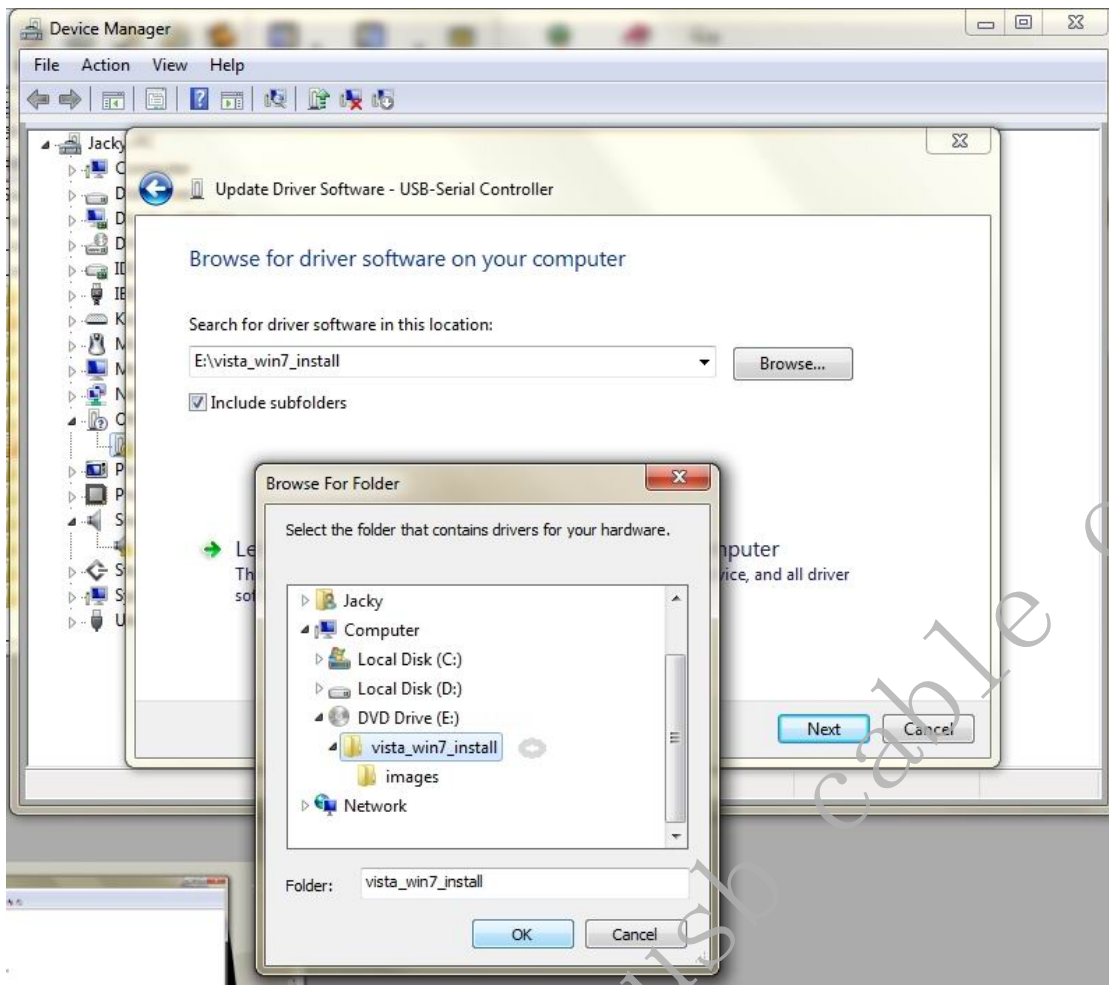 Device Manager
File Action View Help
Jacky
Update Driver Software - USB-Serial Controller
Browse for driver software on your computer
Search for driver software in this location:
E:\vista_win7_install
Browse...
Include subfolders
Browse For Folder
Select the folder that contains drivers for your hardware.
Jacky
Computer
Local Disk (C:)
Local Disk (D:)
DVD Drive (E:)
vista_win7_install
images
Network
Folder: vista_win7_install
OK Cancel
and all driver
Next Cancel
usb cable